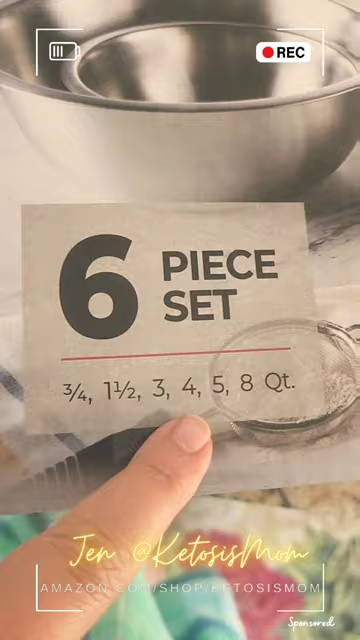 REC
6 PIECE
SET
¾, 1½, 3, 4, 5, 8 Qt.
Jen @KetosisMom
AMAZON.COM/SHOP/KETOSISMOM
Sponsored